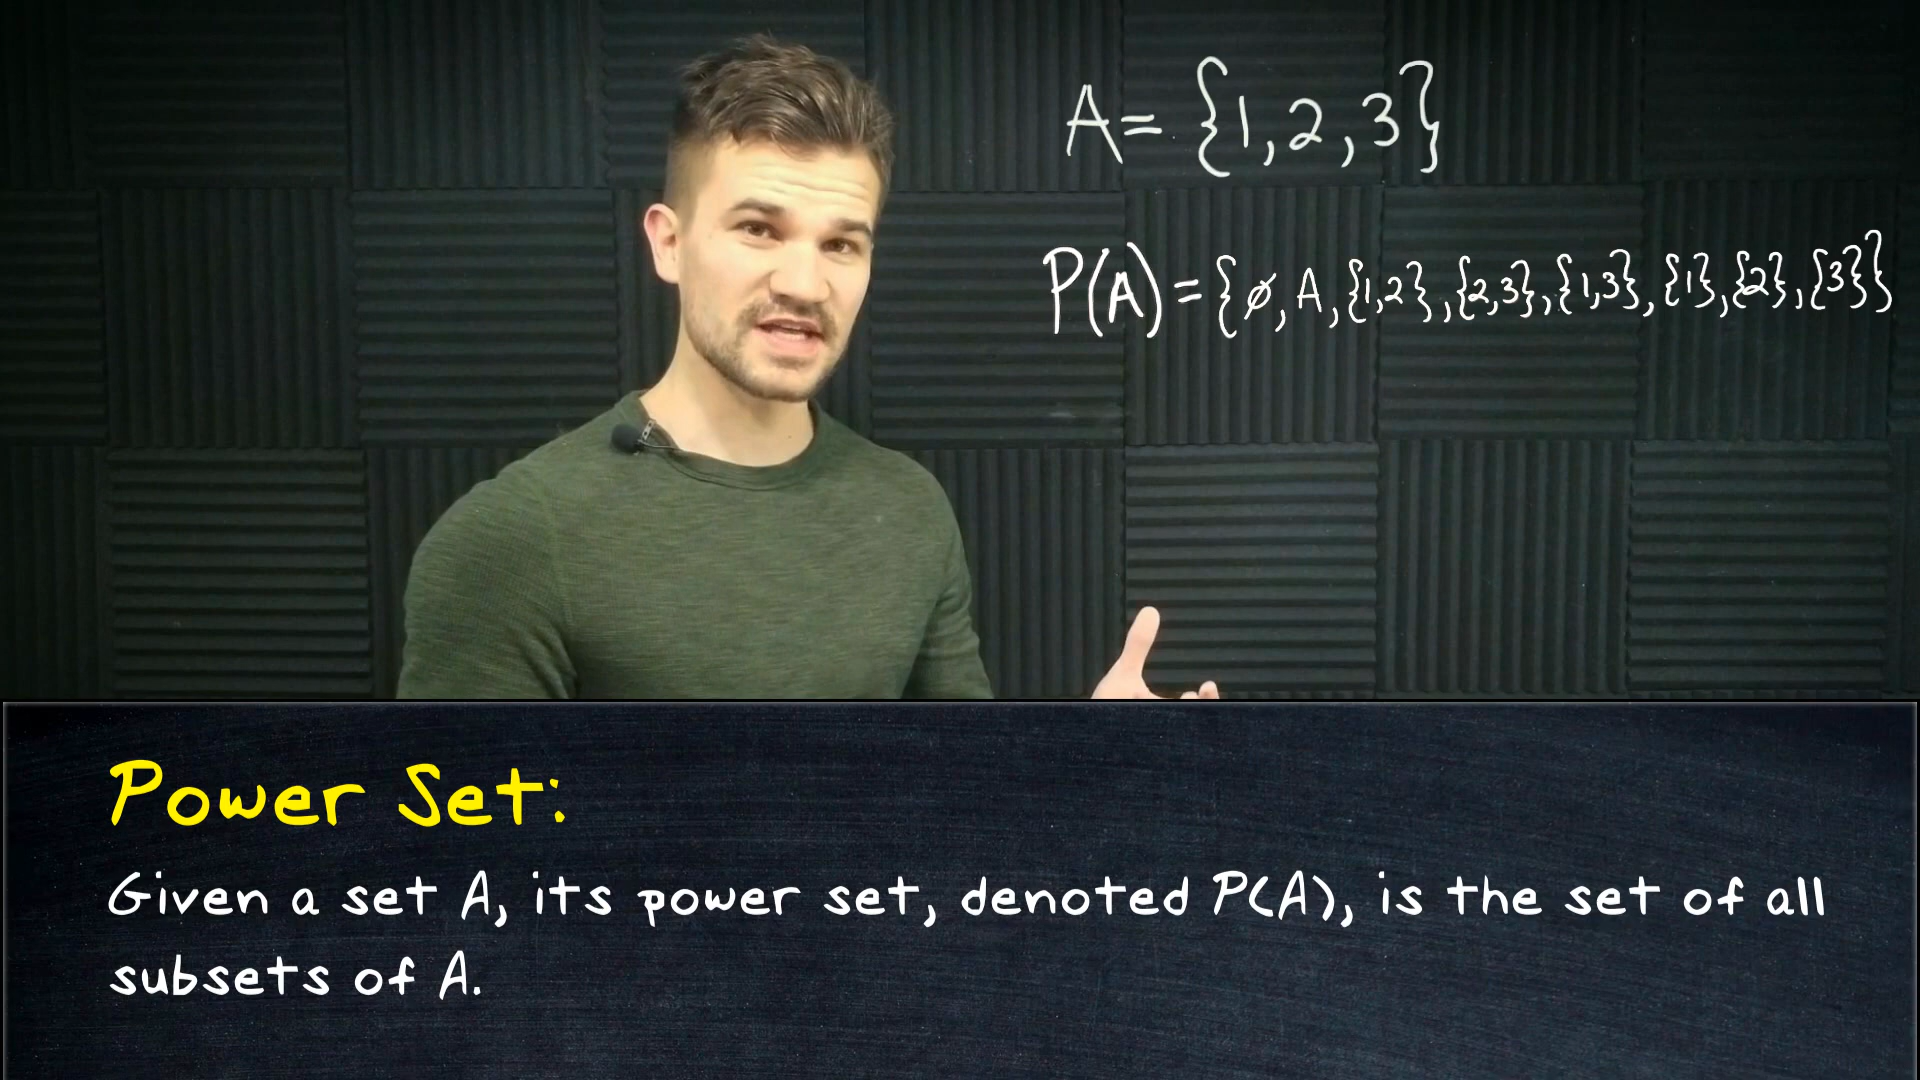 A= {1,2,3}
P(A)={∅,A,{1,2},{2,3},{1,3},{1},{2},{3}}
Power Set:
Given a set A, its power set, denoted P(A), is the set of all
subsets of A.